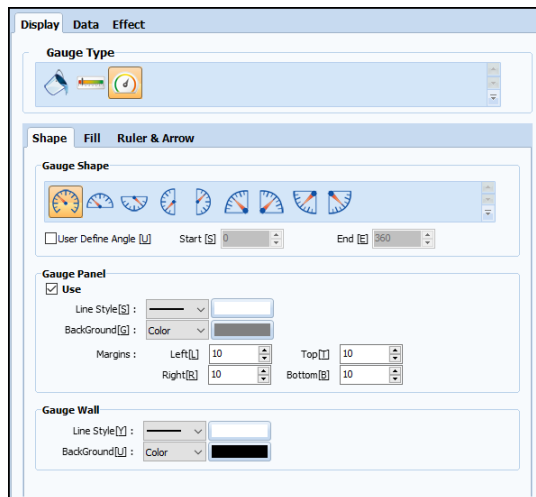 Display Data Effect
Gauge Type
Shape Fill Ruler & Arrow
Gauge Shape
User Define Angle [U] Start [S] 0 End [E] 360
Gauge Panel
Use
Line Style[S] :
BackGround[G] : Color
Margins : Left[L] 10 Top[T] 10
Right[R] 10 Bottom[B] 10
Gauge Wall
Line Style[Y] :
BackGround[U] : Color